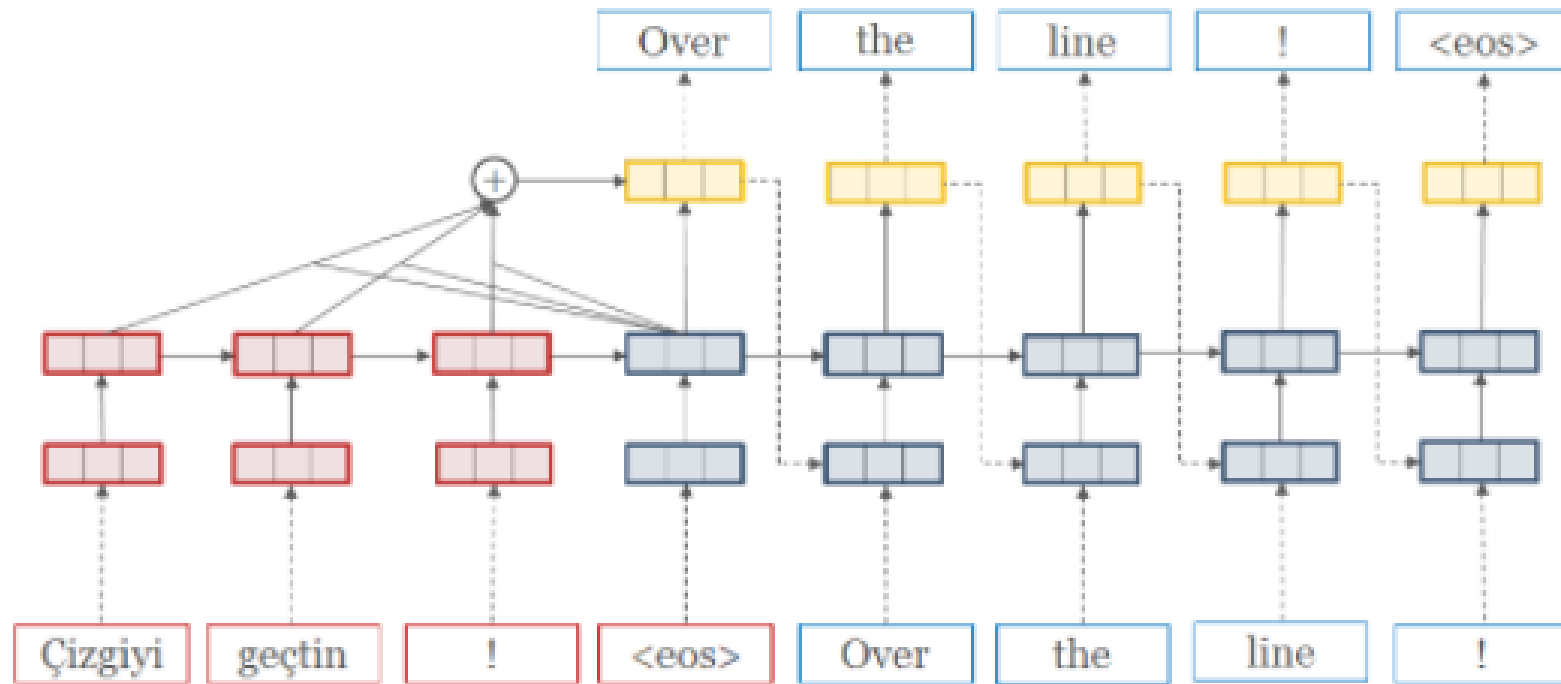 Over the line ! <eos>
+
Çizgiyi geçtin ! <eos> Over the line !